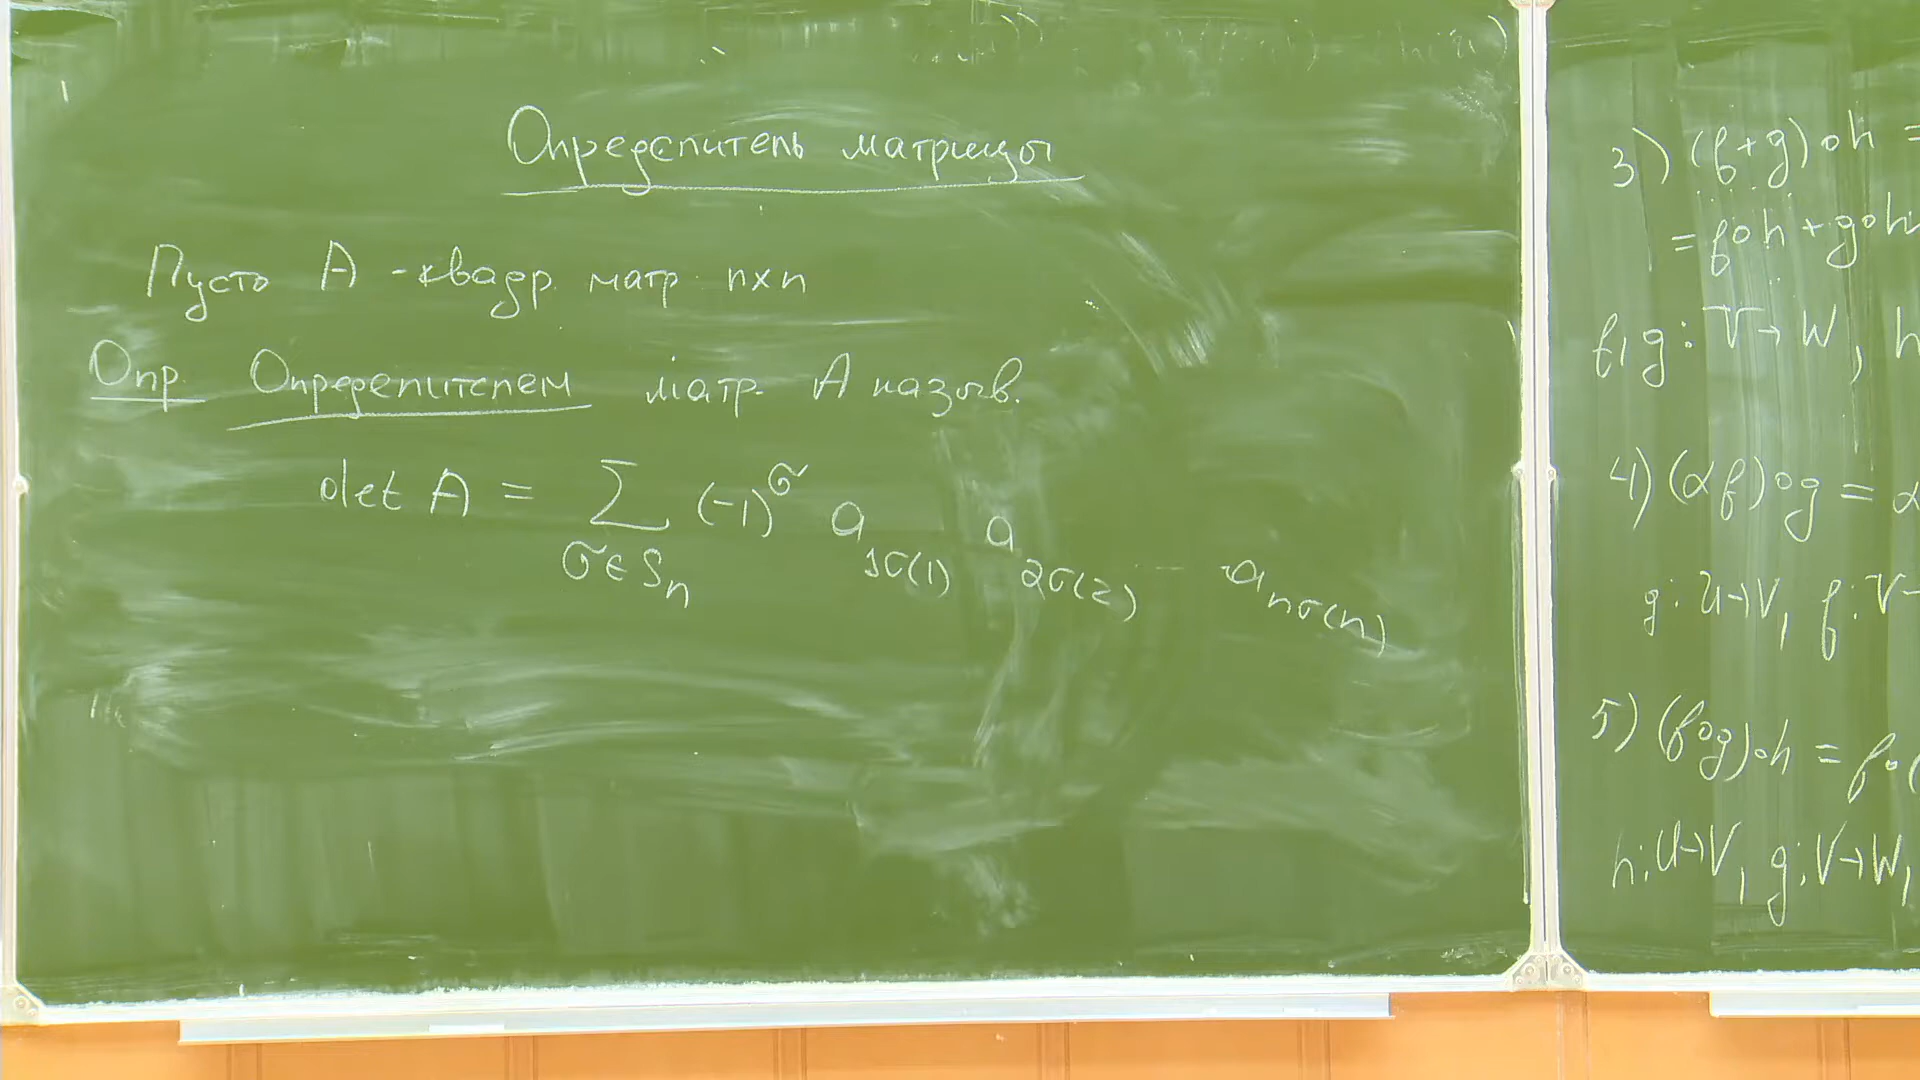 Определитель матрицы
Пусть A - квадр. матр n×n
Опр. Определителем матр. A назыв.
det A = ∑ (-1)^σ a_{1σ(1)} a_{2σ(2)} ... a_{nσ(n)}
σ∈S_n
3) (f+g)∘h =
= f∘h + g∘h
f, g: V→W, h
4) (αf)∘g = α
g: U→V, f: V→
5) (f∘g)∘h = f∘(
h: U→V, g: V→W,